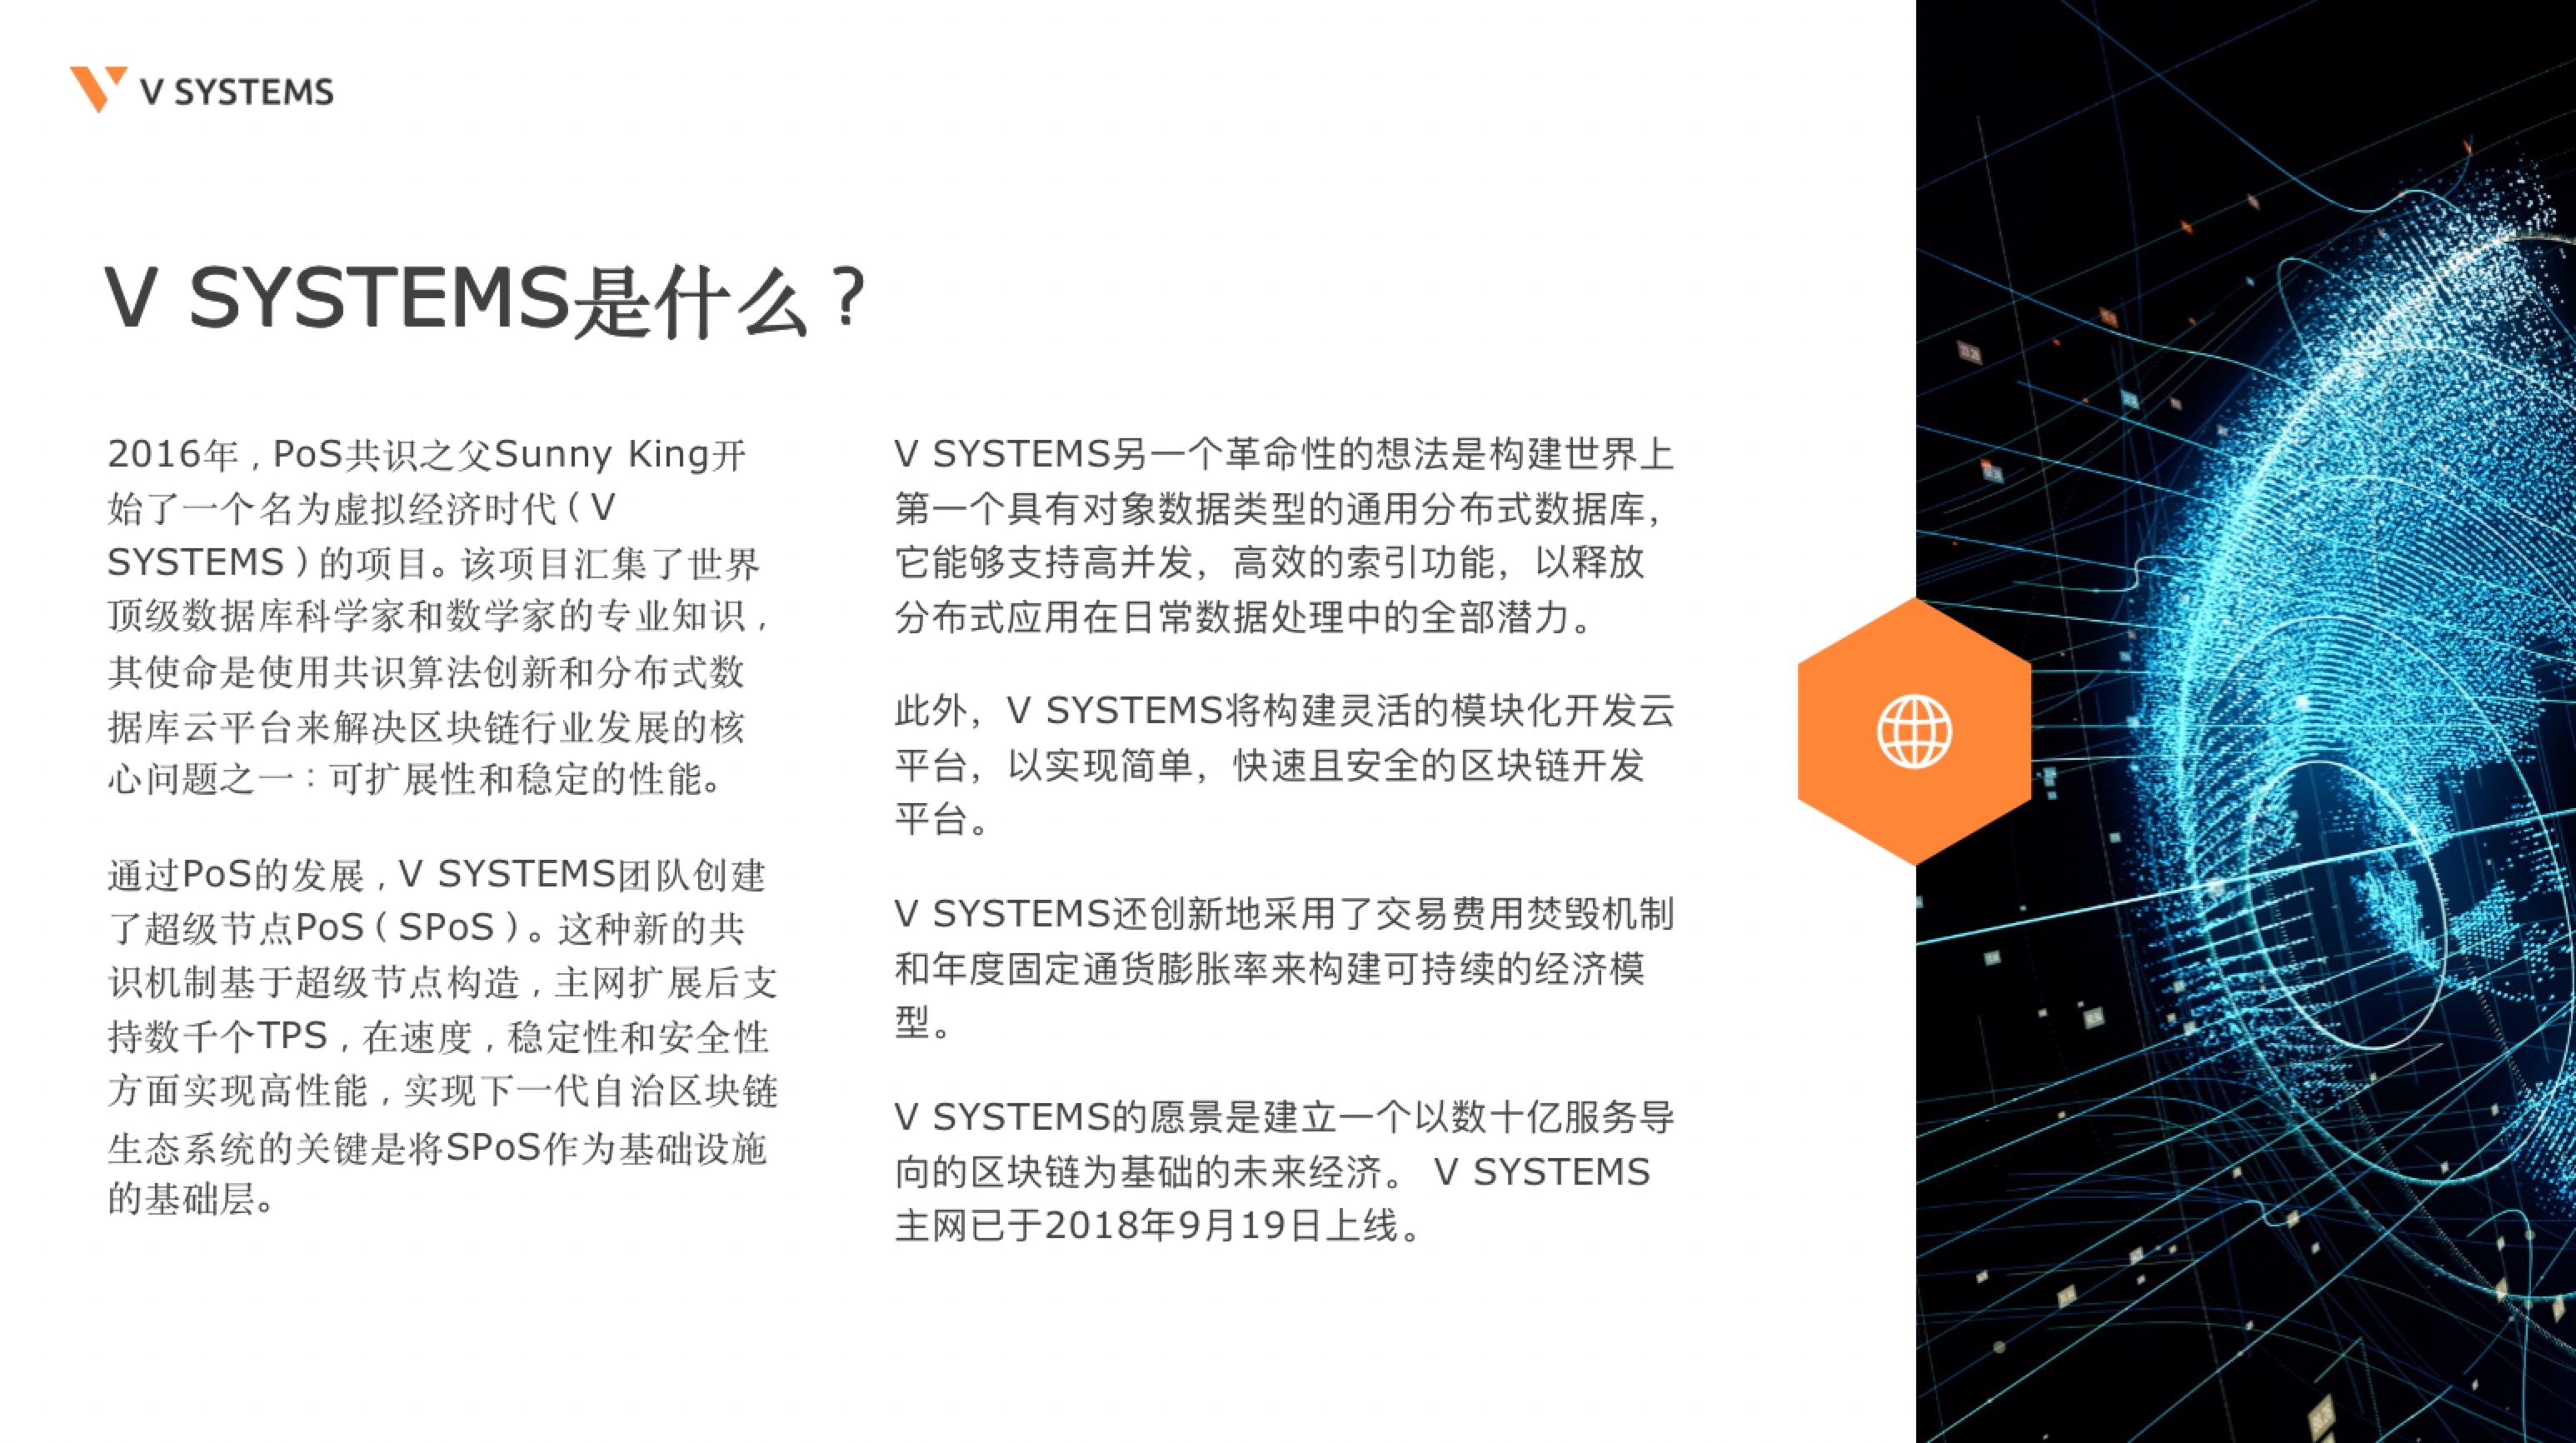 V SYSTEMS
V SYSTEMS是什么？
2016年，PoS共识之父Sunny King开
始了一个名为虚拟经济时代（V
SYSTEMS）的项目。该项目汇集了世界
顶级数据库科学家和数学家的专业知识，
其使命是使用共识算法创新和分布式数
据库云平台来解决区块链行业发展的核
心问题之一：可扩展性和稳定的性能。
通过PoS的发展，V SYSTEMS团队创建
了超级节点PoS（SPoS）。这种新的共
识机制基于超级节点构造，主网扩展后支
持数千个TPS，在速度，稳定性和安全性
方面实现高性能，实现下一代自治区块链
生态系统的关键是将SPoS作为基础设施
的基础层。
V SYSTEMS另一个革命性的想法是构建世界上
第一个具有对象数据类型的通用分布式数据库，
它能够支持高并发，高效的索引功能，以释放
分布式应用在日常数据处理中的全部潜力。
此外，V SYSTEMS将构建灵活的模块化开发云
平台，以实现简单，快速且安全的区块链开发
平台。
V SYSTEMS还创新地采用了交易费用焚毁机制
和年度固定通货膨胀率来构建可持续的经济模
型。
V SYSTEMS的愿景是建立一个以数十亿服务导
向的区块链为基础的未来经济。 V SYSTEMS
主网已于2018年9月19日上线。